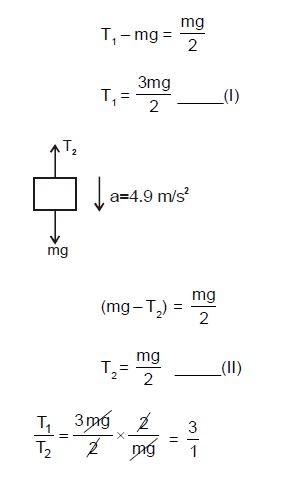 T₁ – mg = mg/2
T₁ = 3mg/2 _____(I)
T₂
a=4.9 m/s²
mg
(mg – T₂) = mg/2
T₂ = mg/2 _____(II)
T₁/T₂ = 3mg/2 × 2/mg = 3/1